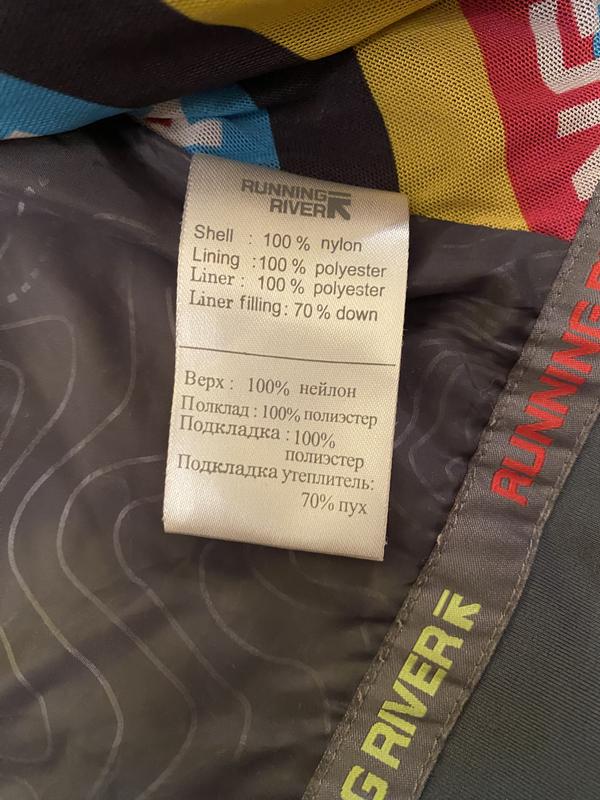 RUNNING
RIVER
Shell : 100 % nylon
Lining : 100 % polyester
Liner : 100 % polyester
Liner filling : 70 % down
Верх : 100% нейлон
Полклад : 100% полиэстер
Подкладка : 100%
полиэстер
Подкладка утеплитель:
70% пух
RUNNING
G RIVER